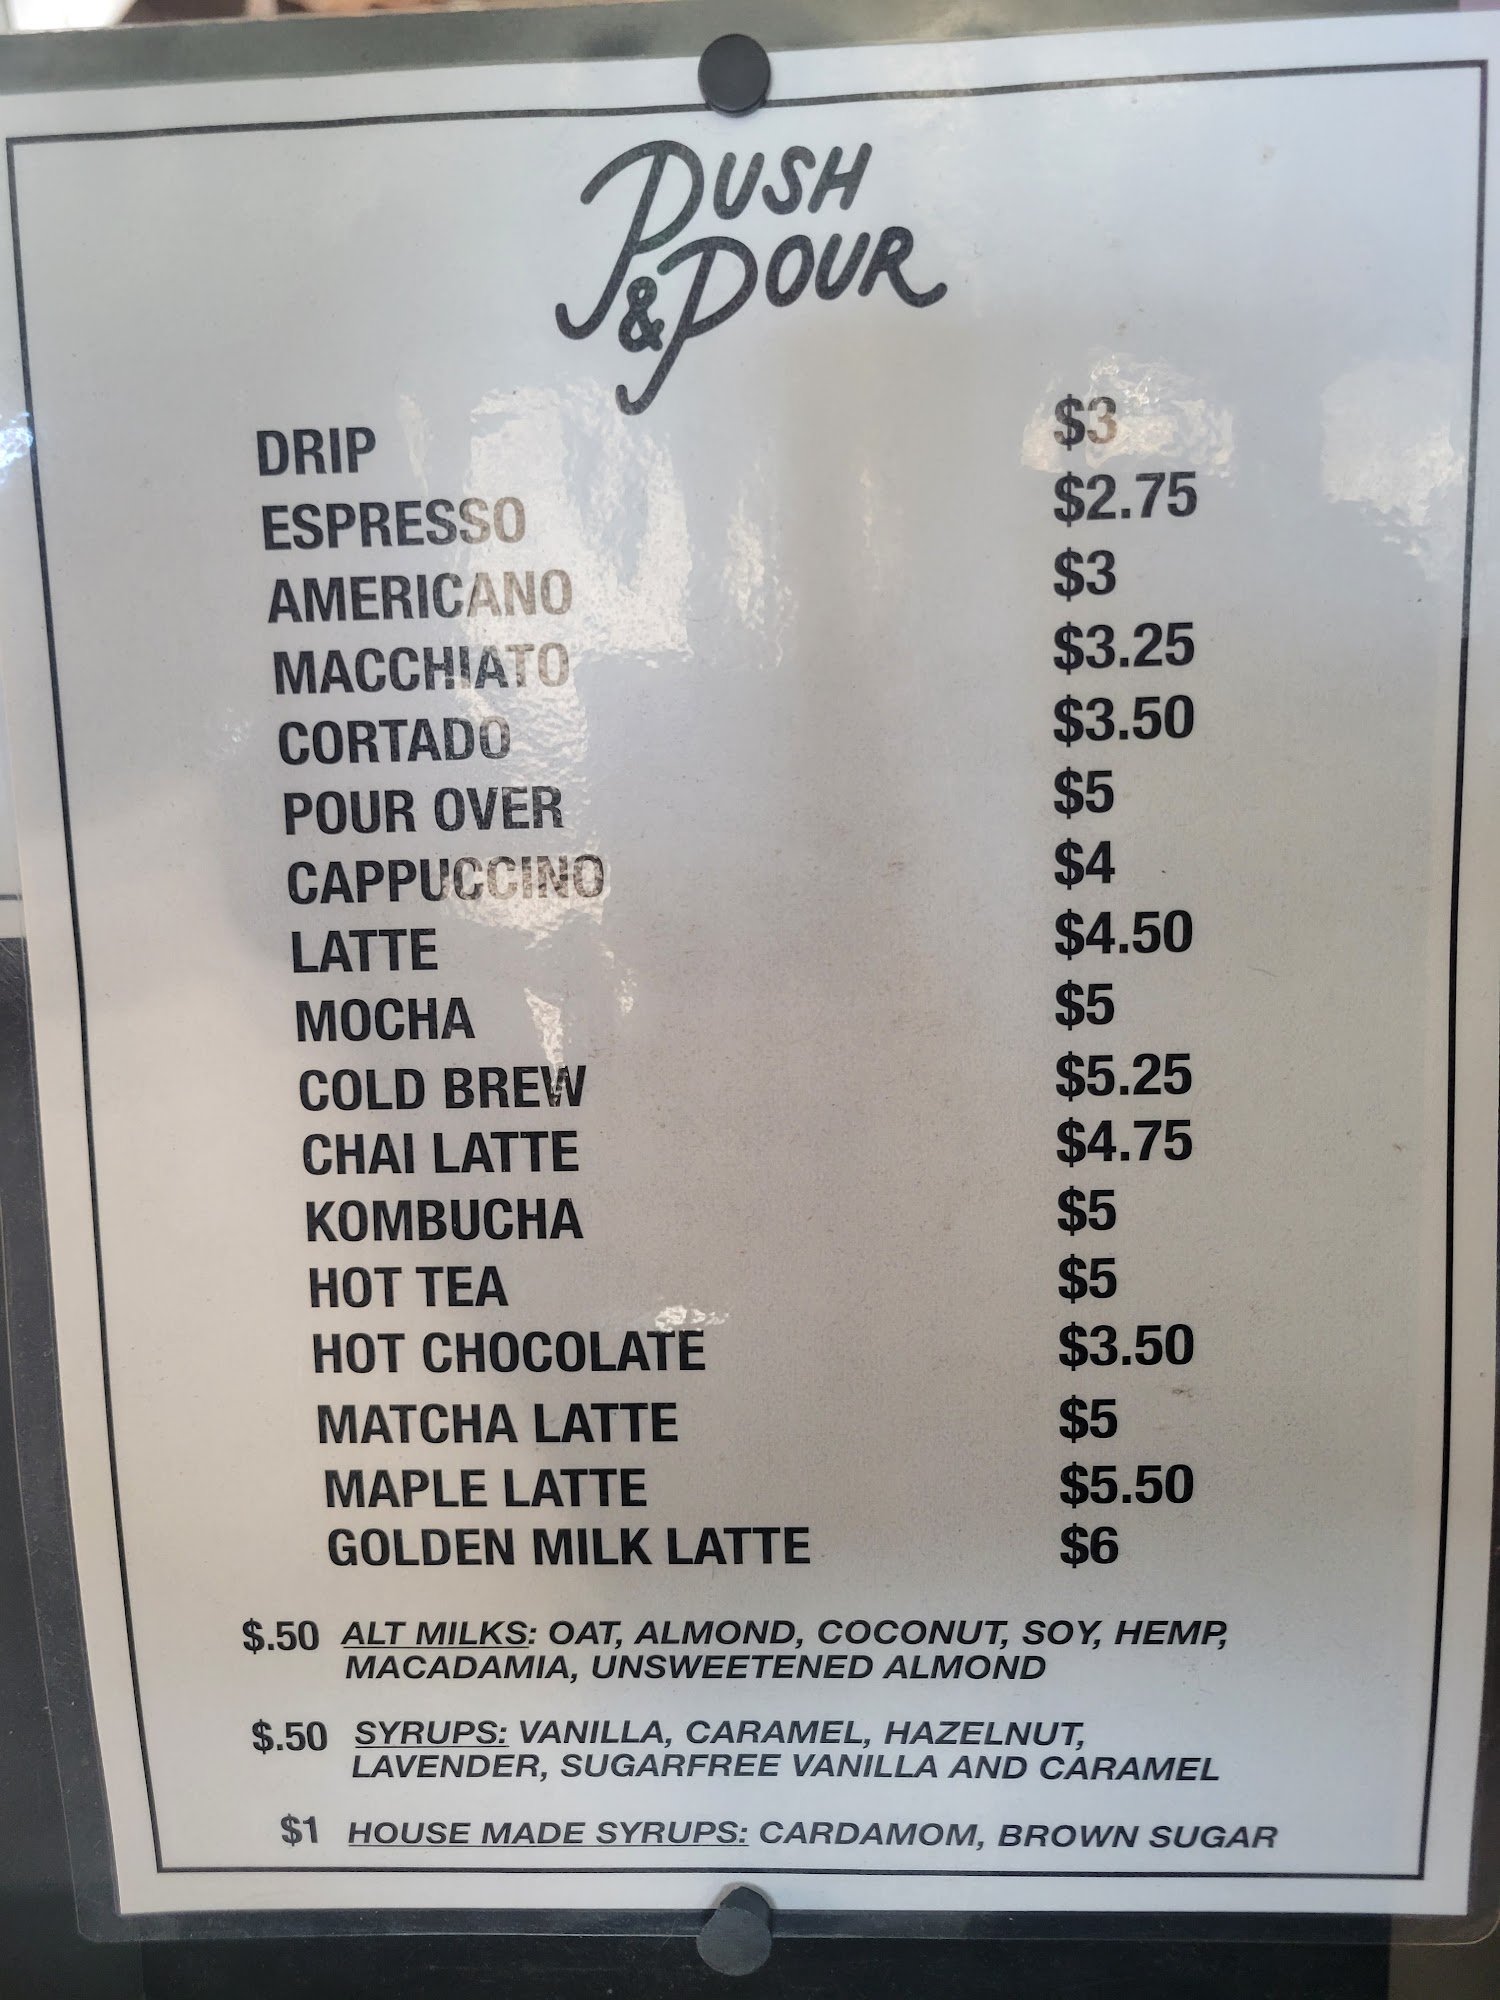 PUSH
& POUR
DRIP $3
ESPRESSO $2.75
AMERICANO $3
MACCHIATO $3.25
CORTADO $3.50
POUR OVER $5
CAPPUCCINO $4
LATTE $4.50
MOCHA $5
COLD BREW $5.25
CHAI LATTE $4.75
KOMBUCHA $5
HOT TEA $5
HOT CHOCOLATE $3.50
MATCHA LATTE $5
MAPLE LATTE $5.50
GOLDEN MILK LATTE $6
$.50 ALT MILKS: OAT, ALMOND, COCONUT, SOY, HEMP,
MACADAMIA, UNSWEETENED ALMOND
$.50 SYRUPS: VANILLA, CARAMEL, HAZELNUT,
LAVENDER, SUGARFREE VANILLA AND CARAMEL
$1 HOUSE MADE SYRUPS: CARDAMOM, BROWN SUGAR